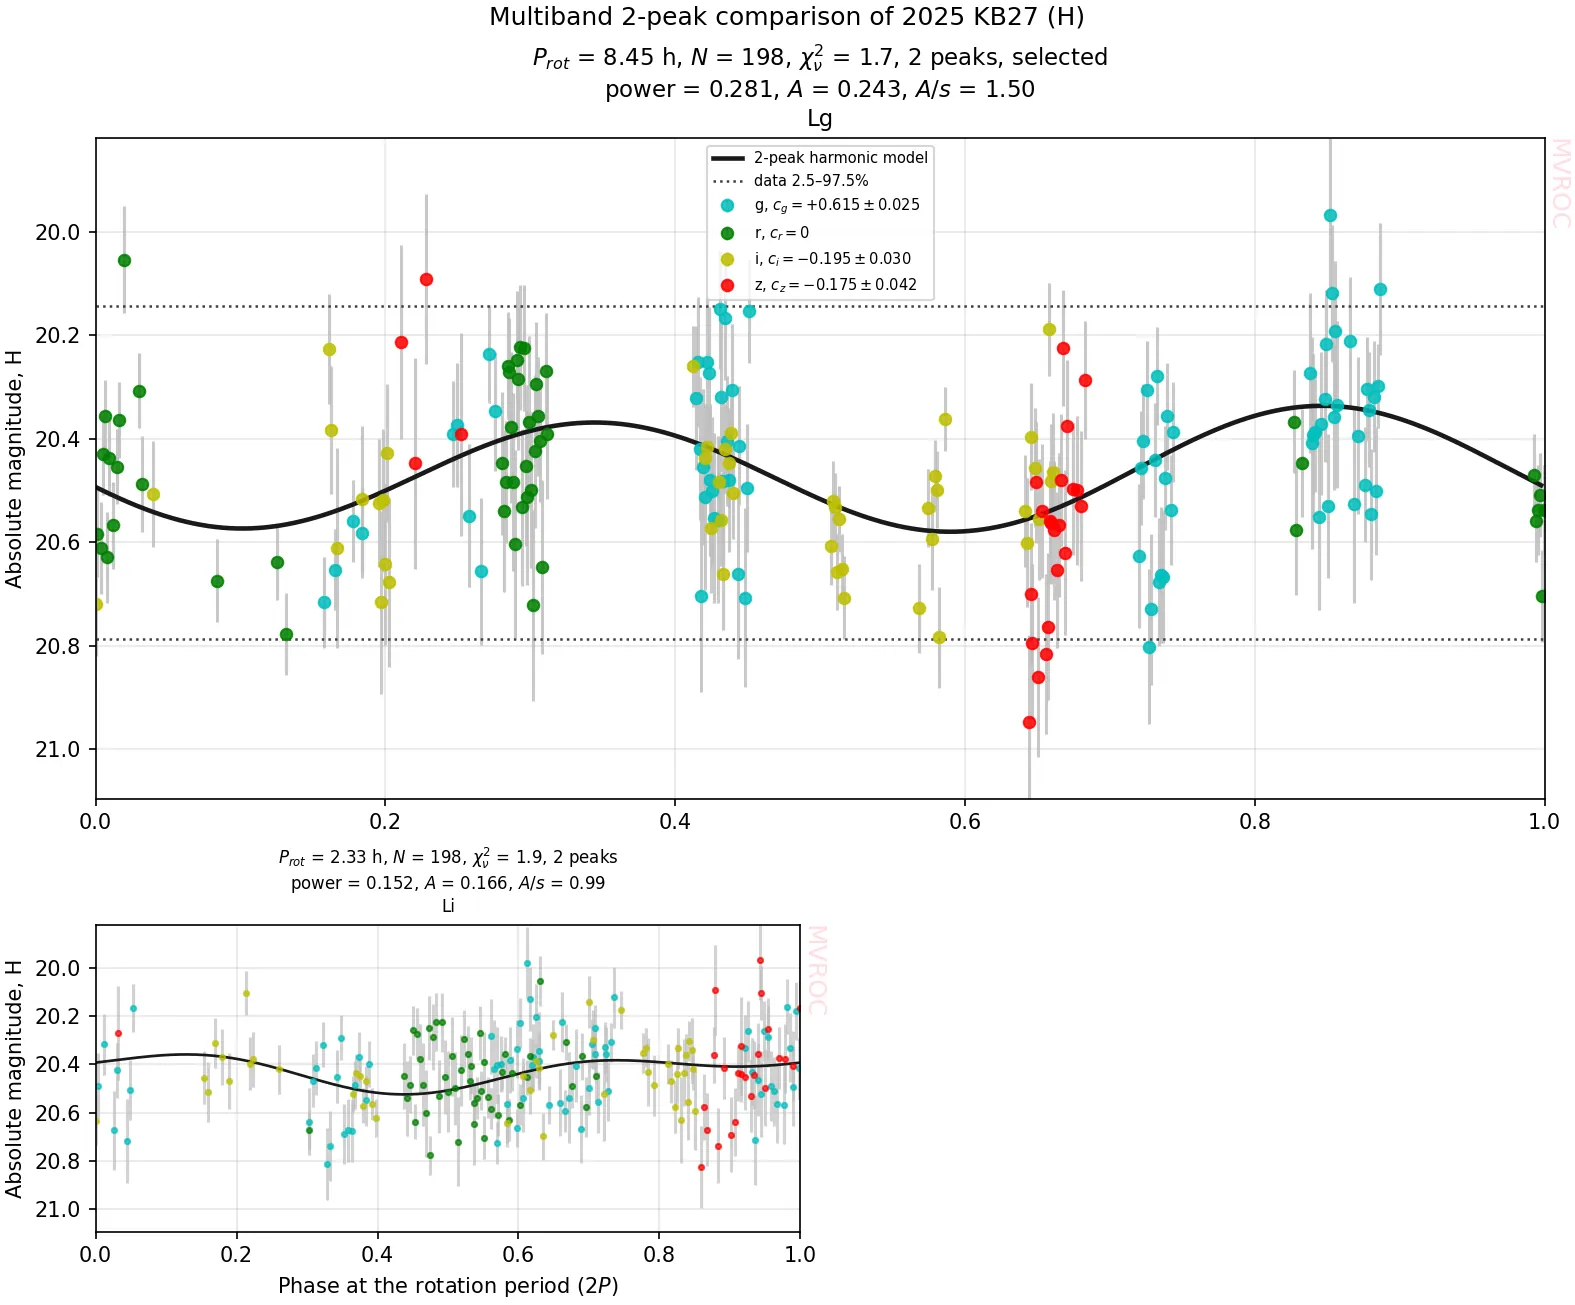 Multiband 2-peak comparison of 2025 KB27 (H)
P_rot = 8.45 h, N = 198, χ²_ν = 1.7, 2 peaks, selected
power = 0.281, A = 0.243, A/s = 1.50
Lg
2-peak harmonic model
data 2.5–97.5%
g, c_g = +0.615 ± 0.025
r, c_r = 0
i, c_i = −0.195 ± 0.030
z, c_z = −0.175 ± 0.042
MVROC
Absolute magnitude, H
20.0
20.2
20.4
20.6
20.8
21.0
0.0 0.2 0.4 0.6 0.8 1.0
P_rot = 2.33 h, N = 198, χ²_ν = 1.9, 2 peaks
power = 0.152, A = 0.166, A/s = 0.99
Li
MVROC
Absolute magnitude, H
20.0
20.2
20.4
20.6
20.8
21.0
0.0 0.2 0.4 0.6 0.8 1.0
Phase at the rotation period (2P)